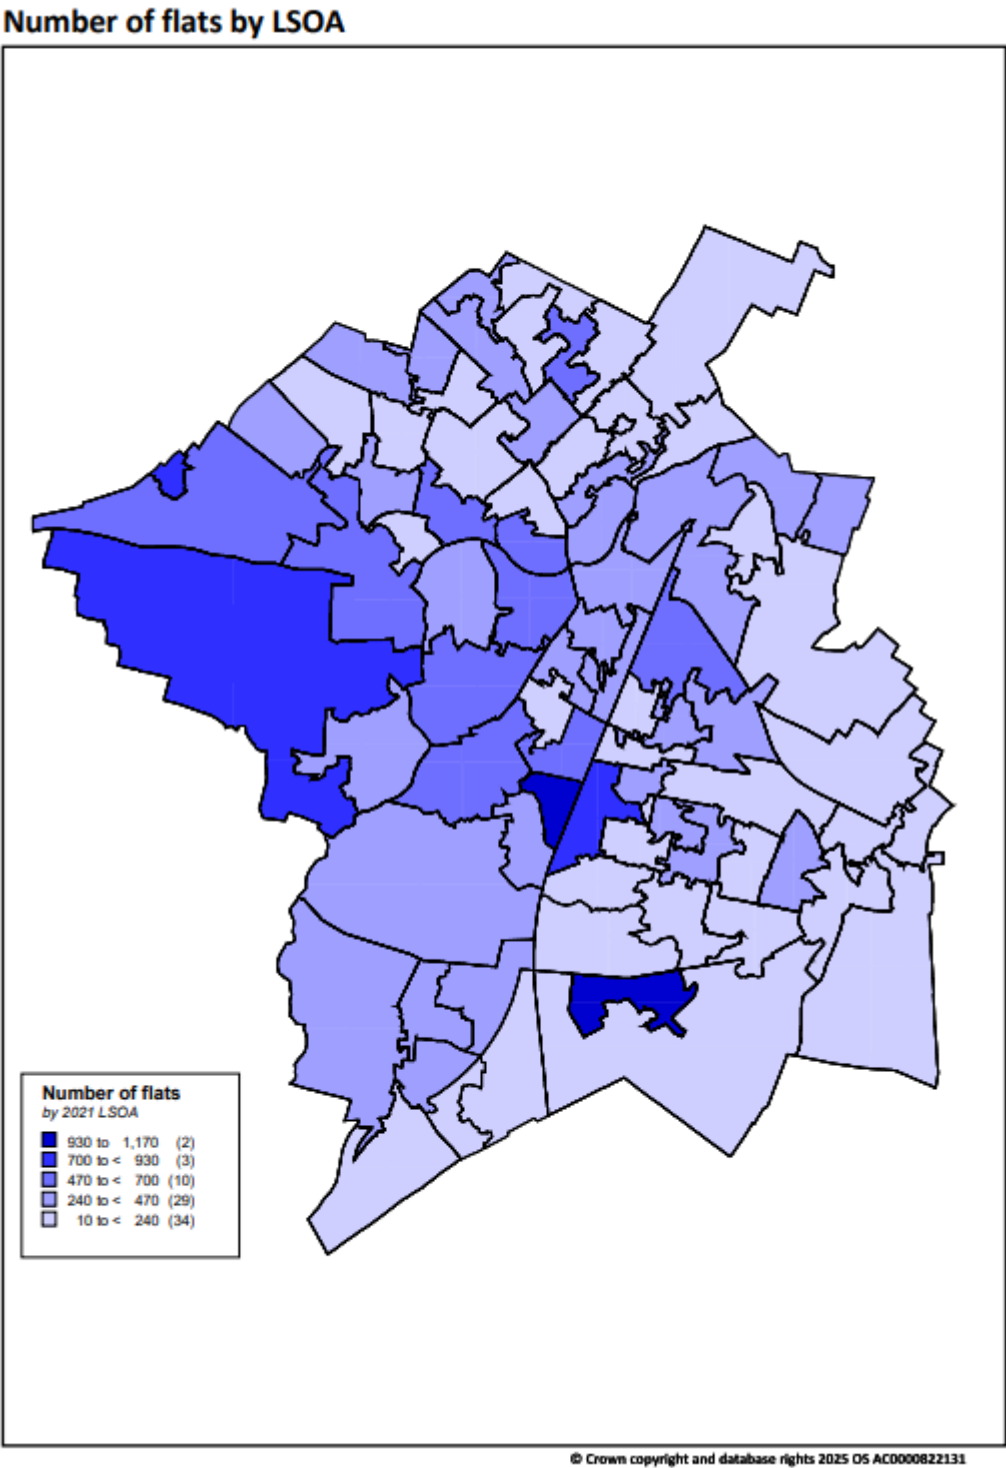 Number of flats by LSOA
Number of flats
by 2021 LSOA
930 to 1,170 (2)
700 to < 930 (3)
470 to < 700 (10)
240 to < 470 (29)
10 to < 240 (34)
© Crown copyright and database rights 2025 OS AC0000822131